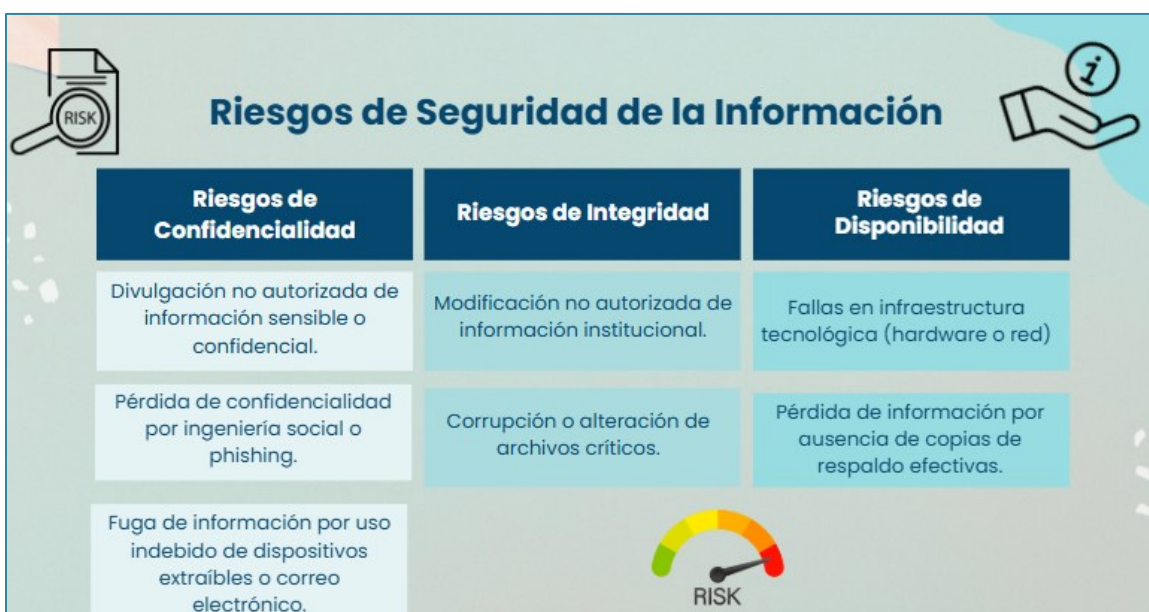 RISK
i
Riesgos de Seguridad de la Información
Riesgos de
Confidencialidad
Riesgos de Integridad
Riesgos de
Disponibilidad
Divulgación no autorizada de
información sensible o
confidencial.
Modificación no autorizada de
información institucional.
Fallas en infraestructura
tecnológica (hardware o red)
Pérdida de confidencialidad
por ingeniería social o
phishing.
Corrupción o alteración de
archivos críticos.
Pérdida de información por
ausencia de copias de
respaldo efectivas.
Fuga de información por uso
indebido de dispositivos
extraíbles o correo
electrónico.
RISK